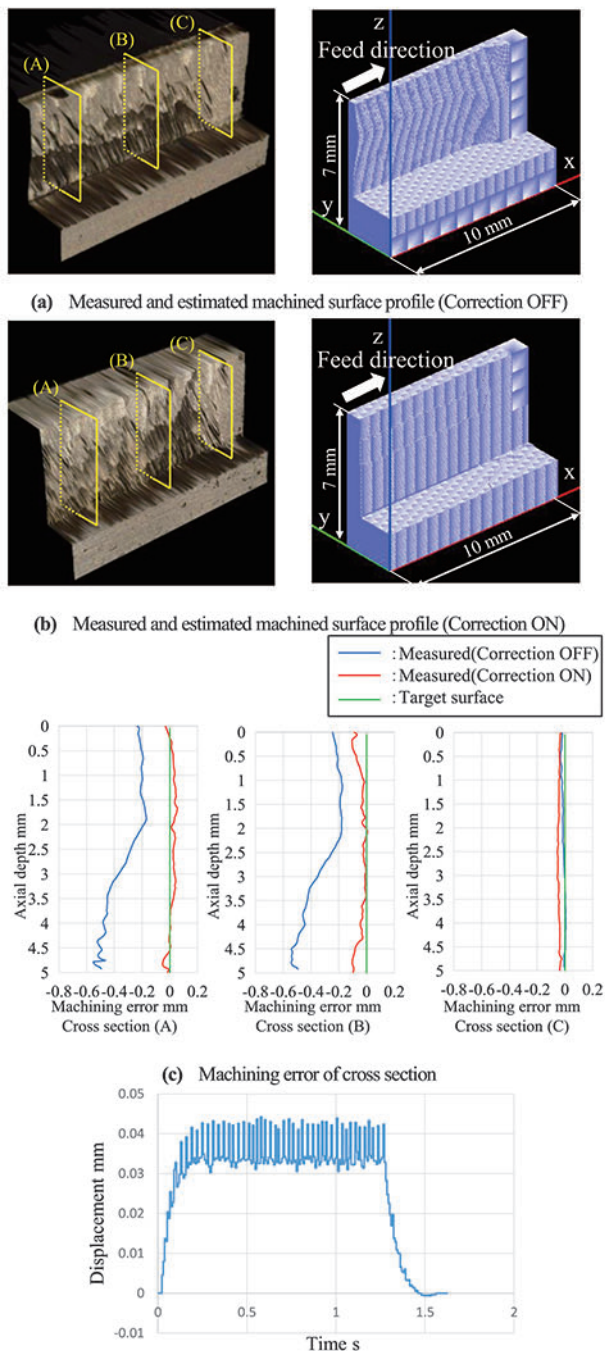 (A)
(B)
(C)
z
Feed direction
7 mm
x
y
10 mm
(a) Measured and estimated machined surface profile (Correction OFF)
(A)
(B)
(C)
z
Feed direction
7 mm
x
y
10 mm
(b) Measured and estimated machined surface profile (Correction ON)
: Measured(Correction OFF)
: Measured(Correction ON)
: Target surface
Axial depth mm
0
0.5
1
1.5
2
2.5
3
3.5
4
4.5
5
-0.8 -0.6 -0.4 -0.2 0 0.2
Machining error mm
Cross section (A)
Axial depth mm
0
0.5
1
1.5
2
2.5
3
3.5
4
4.5
5
-0.8 -0.6 -0.4 -0.2 0 0.2
Machining error mm
Cross section (B)
Axial depth mm
0
0.5
1
1.5
2
2.5
3
3.5
4
4.5
5
-0.8 -0.6 -0.4 -0.2 0 0.2
Machining error mm
Cross section (C)
(c) Machining error of cross section
Displacement mm
0.05
0.04
0.03
0.02
0.01
0
-0.01
0 0.5 1 1.5 2
Time s